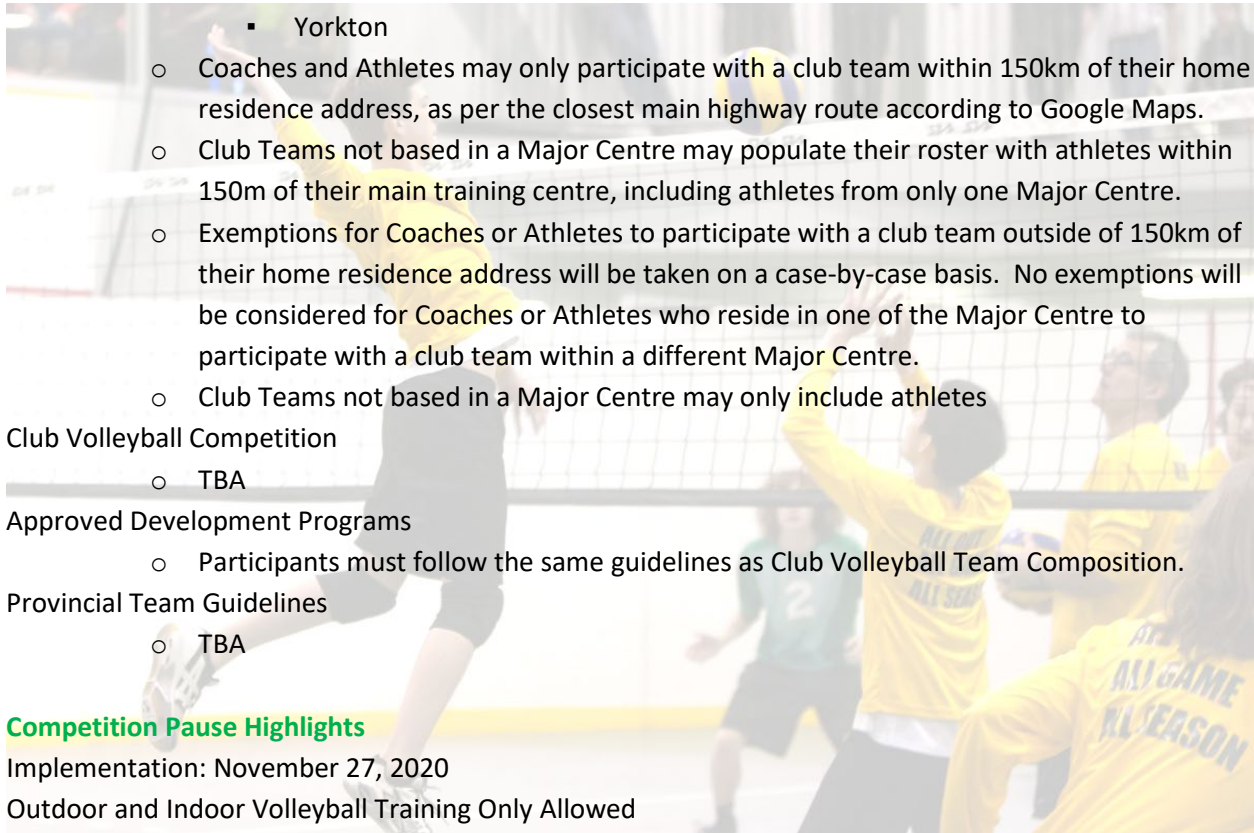 ▪ Yorkton
o Coaches and Athletes may only participate with a club team within 150km of their home
residence address, as per the closest main highway route according to Google Maps.
o Club Teams not based in a Major Centre may populate their roster with athletes within
150m of their main training centre, including athletes from only one Major Centre.
o Exemptions for Coaches or Athletes to participate with a club team outside of 150km of
their home residence address will be taken on a case-by-case basis.  No exemptions will
be considered for Coaches or Athletes who reside in one of the Major Centre to
participate with a club team within a different Major Centre.
o Club Teams not based in a Major Centre may only include athletes
Club Volleyball Competition
o TBA
Approved Development Programs
o Participants must follow the same guidelines as Club Volleyball Team Composition.
Provincial Team Guidelines
o TBA
Competition Pause Highlights
Implementation: November 27, 2020
Outdoor and Indoor Volleyball Training Only Allowed
ALL OUT
2
ALL GAME
ALL SEASON